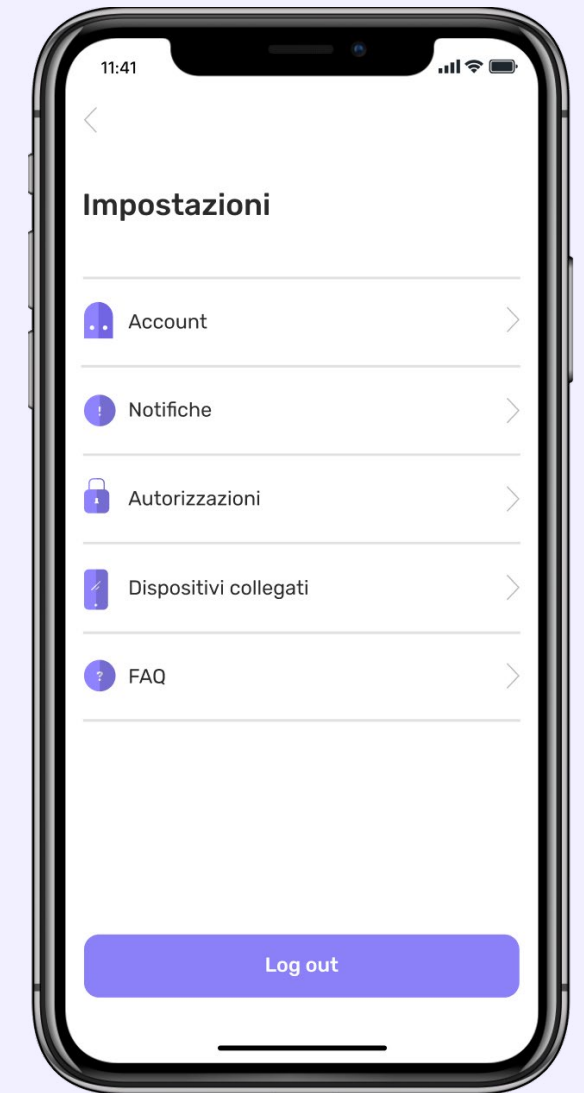 11:41
Impostazioni
Account
! Notifiche
Autorizzazioni
Dispositivi collegati
? FAQ
Log out